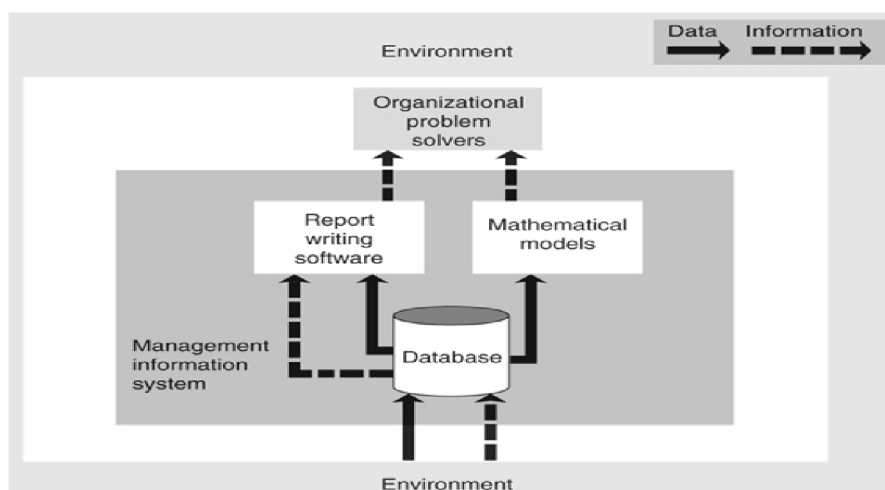 Data
Information
Environment
Organizational
problem
solvers
Report
writing
software
Mathematical
models
Management
information
system
Database
Environment